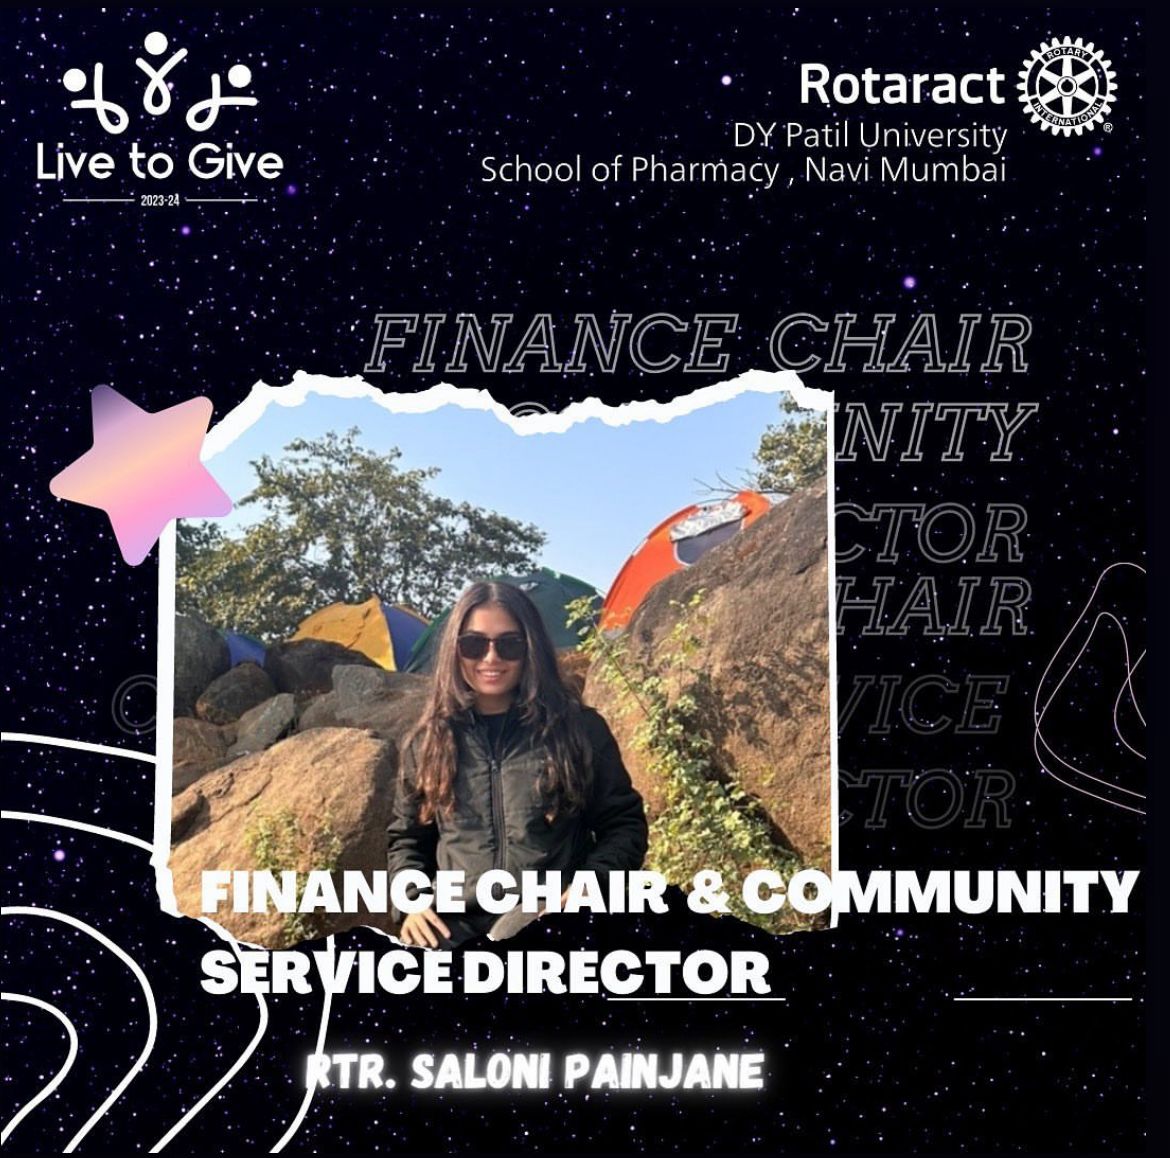 Live to Give
2023-24
Rotaract
ROTARY
INTERNATIONAL
®
DY Patil University
School of Pharmacy , Navi Mumbai
FINANCE CHAIR
NITY
CTOR
HAIR
C VICE
CTOR
FINANCE CHAIR & COMMUNITY
SERVICE DIRECTOR
RTR. SALONI PAINJANE